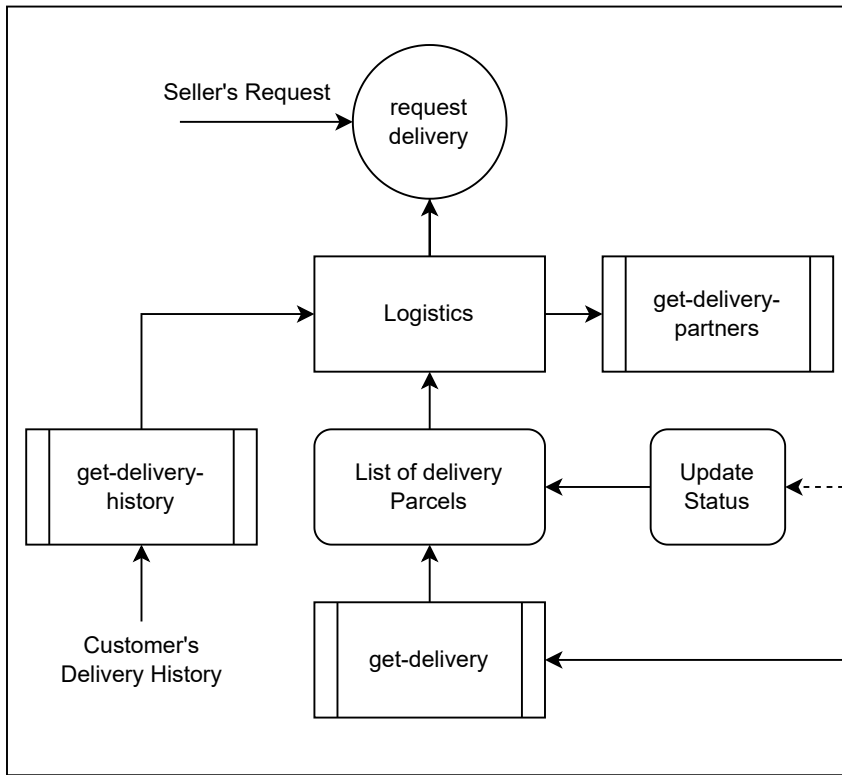 Seller's Request
request
delivery
Logistics
get-delivery-
partners
get-delivery-
history
List of delivery
Parcels
Update
Status
Customer's
Delivery History
get-delivery